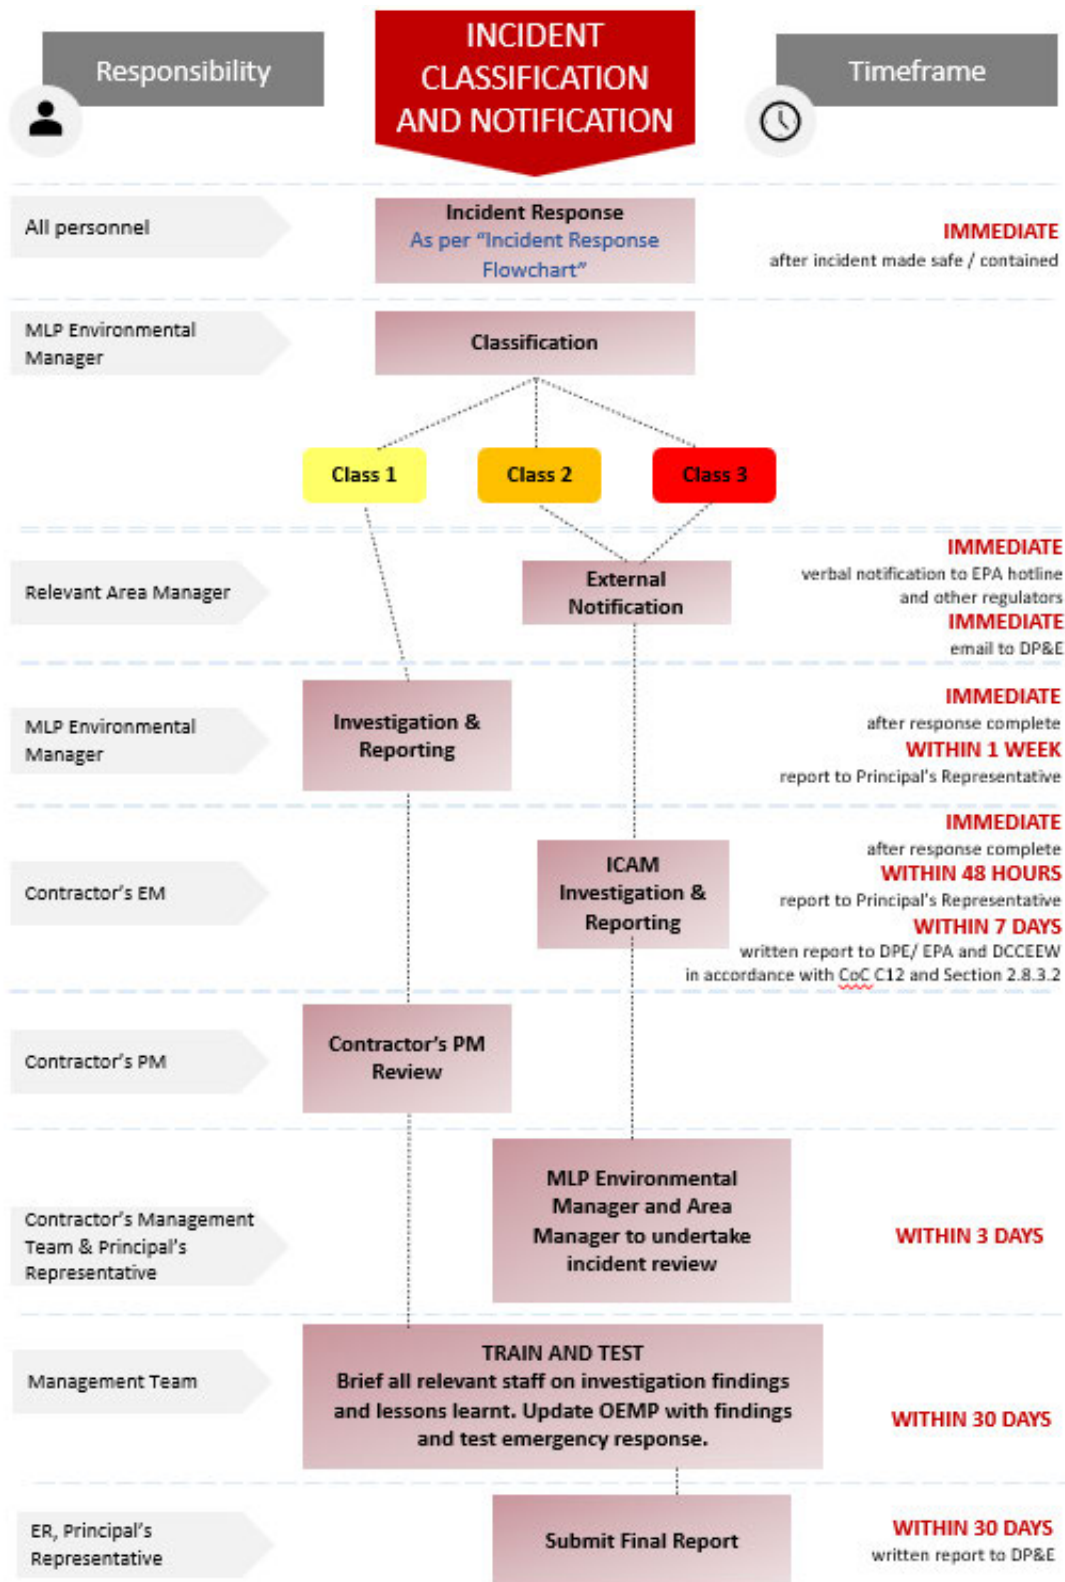 Responsibility
INCIDENT
CLASSIFICATION
AND NOTIFICATION
Timeframe
All personnel
Incident Response
As per “Incident Response
Flowchart”
IMMEDIATE
after incident made safe / contained
MLP Environmental
Manager
Classification
Class 1
Class 2
Class 3
Relevant Area Manager
External
Notification
IMMEDIATE
verbal notification to EPA hotline
and other regulators
IMMEDIATE
email to DP&E
MLP Environmental
Manager
Investigation &
Reporting
IMMEDIATE
after response complete
WITHIN 1 WEEK
report to Principal’s Representative
Contractor’s EM
ICAM
Investigation &
Reporting
IMMEDIATE
after response complete
WITHIN 48 HOURS
report to Principal’s Representative
WITHIN 7 DAYS
written report to DPE/ EPA and DCCEEW
in accordance with CoC C12 and Section 2.8.3.2
Contractor’s PM
Contractor’s PM
Review
Contractor’s Management
Team & Principal’s
Representative
MLP Environmental
Manager and Area
Manager to undertake
incident review
WITHIN 3 DAYS
Management Team
TRAIN AND TEST
Brief all relevant staff on investigation findings
and lessons learnt. Update OEMP with findings
and test emergency response.
WITHIN 30 DAYS
ER, Principal’s
Representative
Submit Final Report
WITHIN 30 DAYS
written report to DP&E